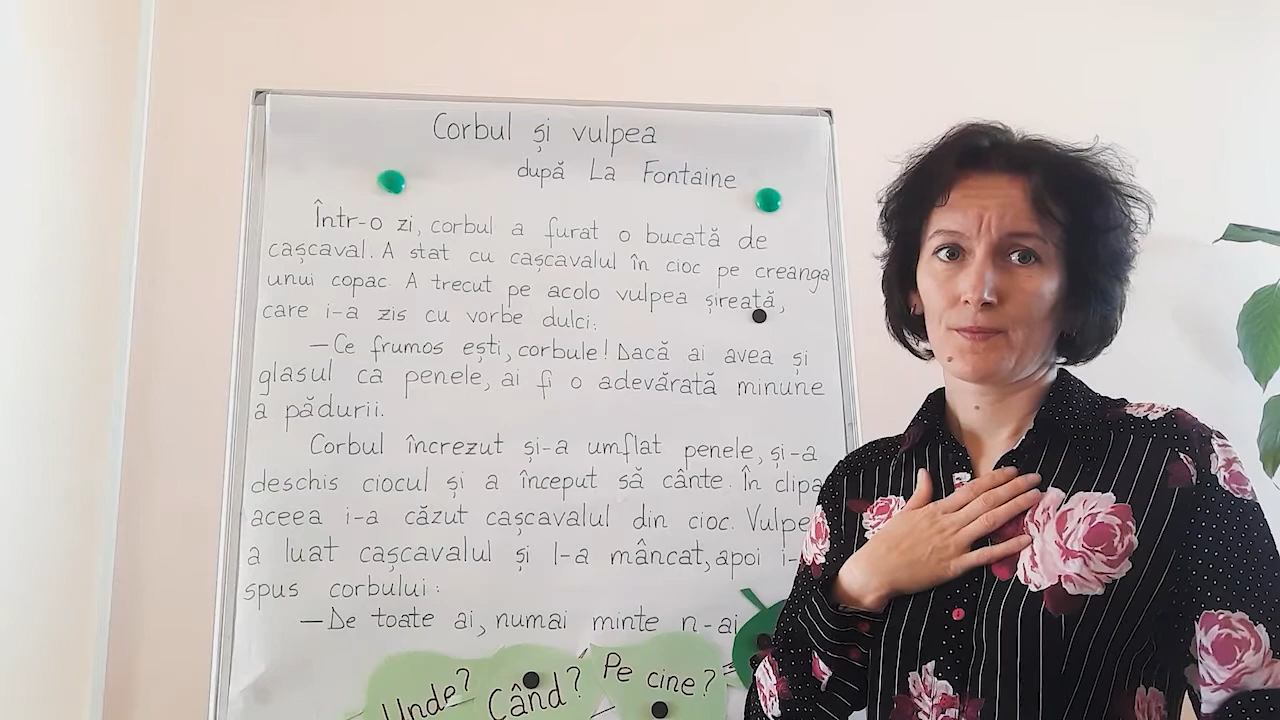 Corbul și vulpea
după La Fontaine
Într-o zi, corbul a furat o bucată de
cașcaval. A stat cu cașcavalul în cioc pe creanga
unui copac. A trecut pe acolo vulpea șireată,
care i-a zis cu vorbe dulci:
—Ce frumos ești, corbule! Dacă ai avea și
glasul ca penele, ai fi o adevărată minune
a pădurii.
Corbul încrezut și-a umflat penele, și-a
deschis ciocul și a început să cânte. În clipa
aceea i-a căzut cașcavalul din cioc. Vulpe
a luat cașcavalul și l-a mâncat, apoi i-
spus corbului:
—De toate ai, numai minte n-ai
Unde? Când? Pe cine?